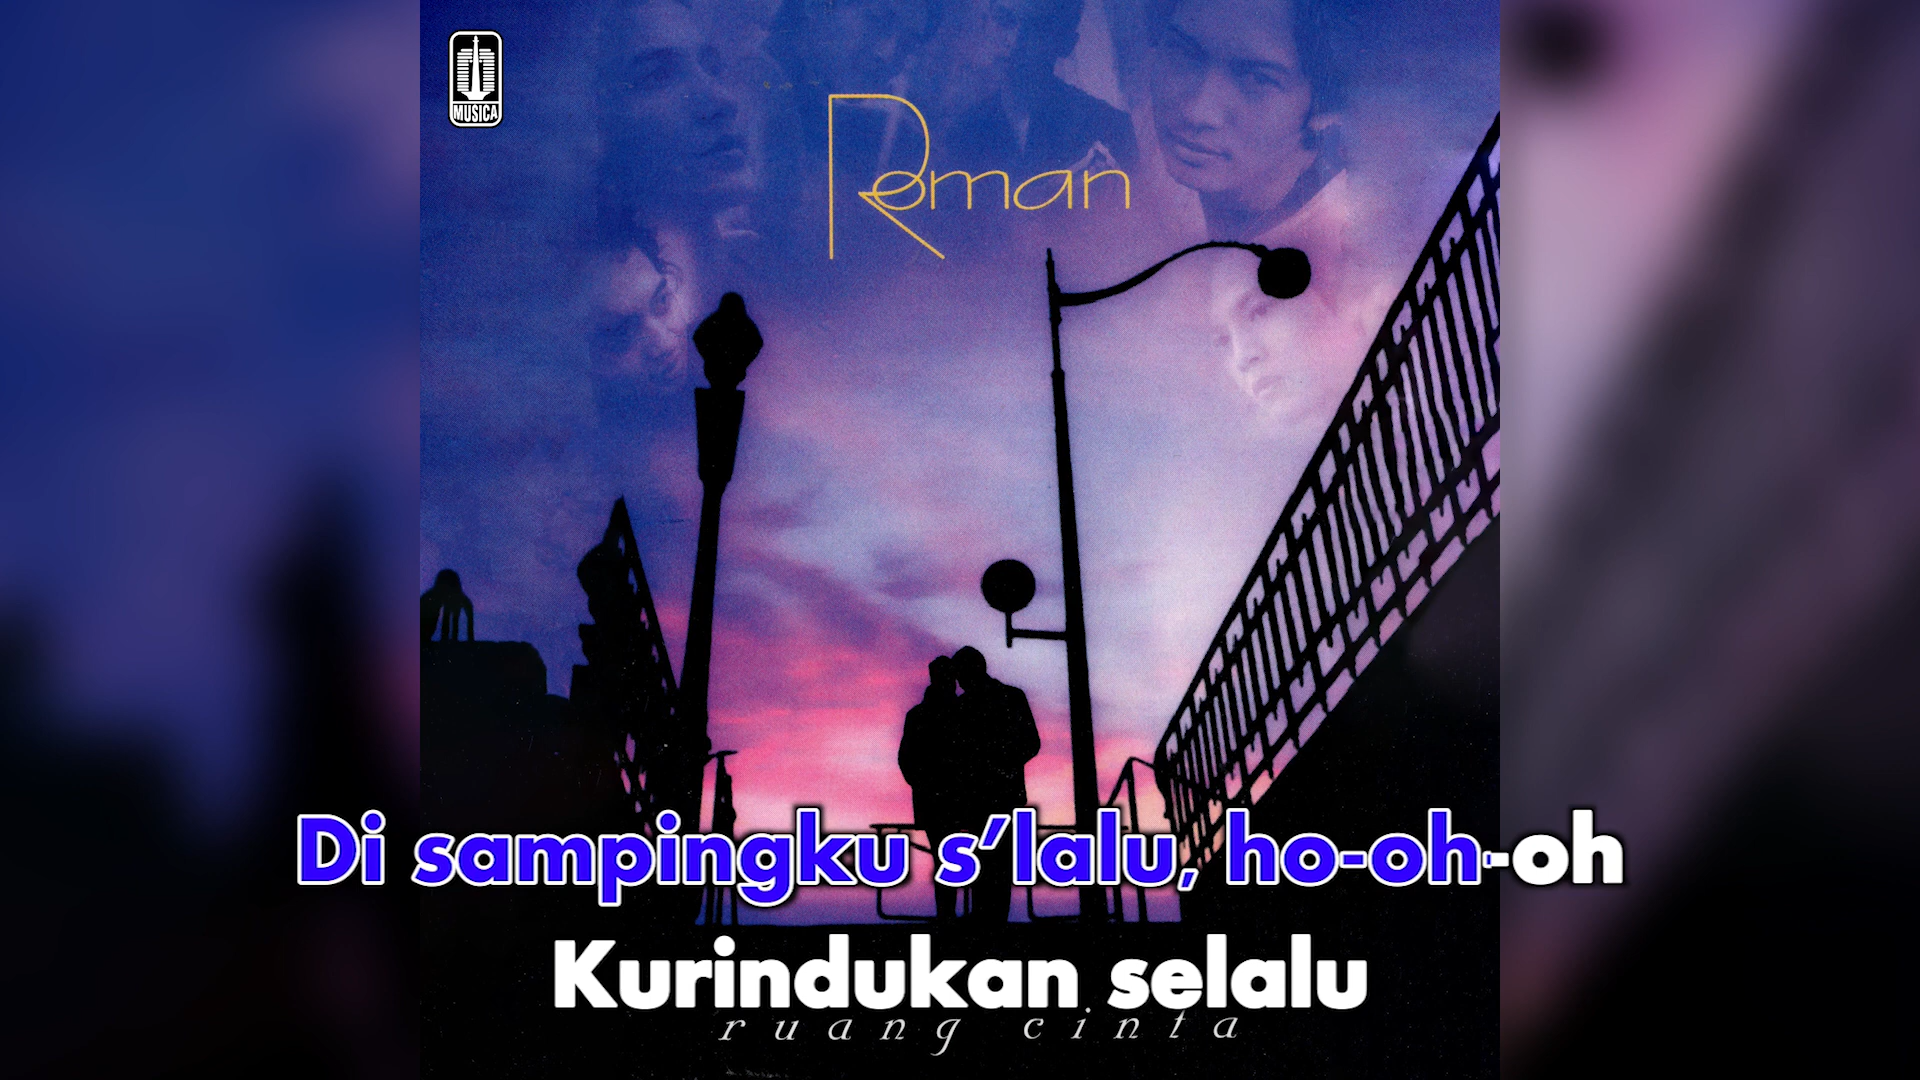 MUSICA
Roman
Di sampingku s’lalu, ho-oh-oh
Kurindukan selalu
ruang cinta